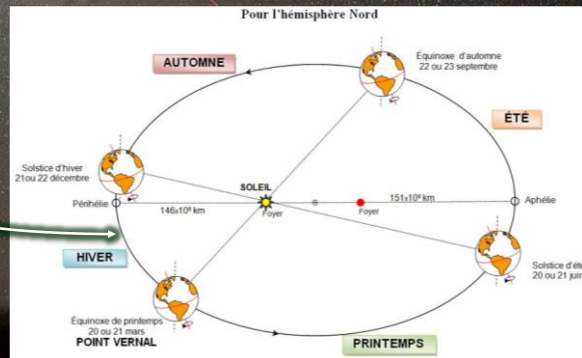 Pour l'hémisphère Nord
AUTOMNE
Équinoxe d'automne
22 ou 23 septembre
ÉTÉ
Solstice d'hiver
21ou 22 décembre
SOLEIL
Périhélie
146x10⁶ km
Foyer
Foyer
151x10⁶ km
Aphélie
HIVER
Solstice d'été
20 ou 21 juin
Équinoxe de printemps
20 ou 21 mars
POINT VERNAL
PRINTEMPS